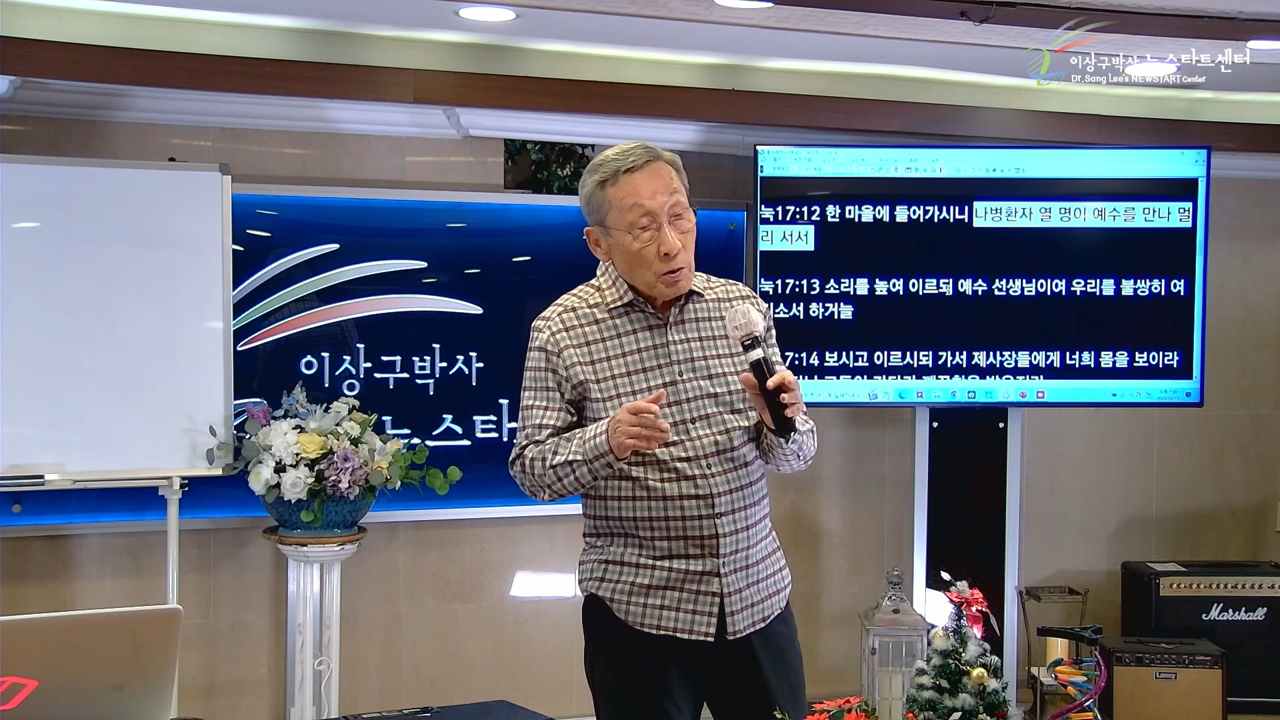 이상구박사 뉴스타트센터
Dr. Sang Lee's NEWSTART Center
눅17:12 한 마을에 들어가시니 나병환자 열 명이 예수를 만나 멀
리 서서
눅17:13 소리를 높여 이르되 예수 선생님이여 우리를 불쌍히 여
소서 하거늘
17:14 보시고 이르시되 가서 제사장들에게 너희 몸을 보이라
이상구박사
뉴스타
Marshall
Laney